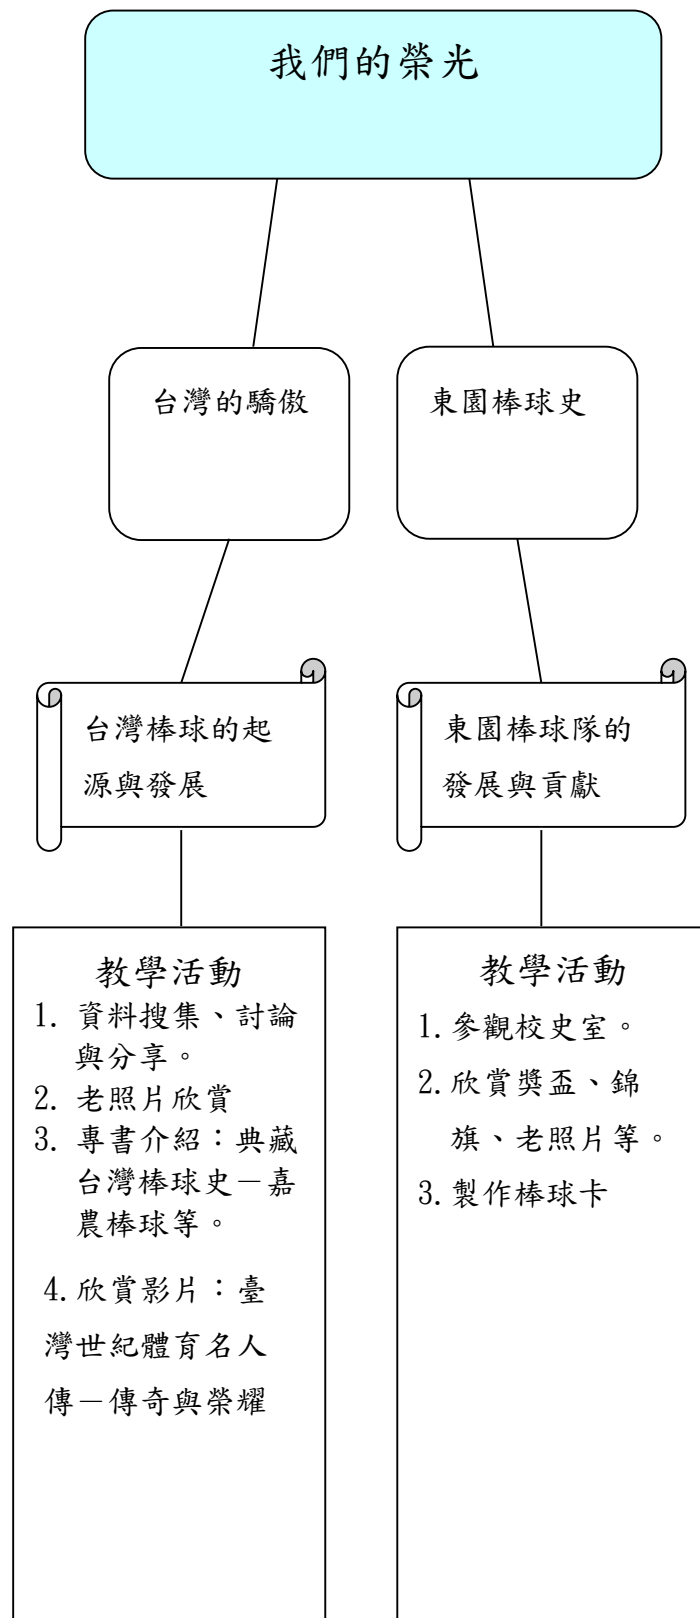 我們的榮光
台灣的驕傲
東園棒球史
台灣棒球的起
源與發展
東園棒球隊的
發展與貢獻
教學活動
1. 資料搜集、討論
與分享。
2. 老照片欣賞
3. 專書介紹：典藏
台灣棒球史－嘉
農棒球等。
4.欣賞影片：臺
灣世紀體育名人
傳－傳奇與榮耀
教學活動
1.參觀校史室。
2.欣賞獎盃、錦
旗、老照片等。
3.製作棒球卡